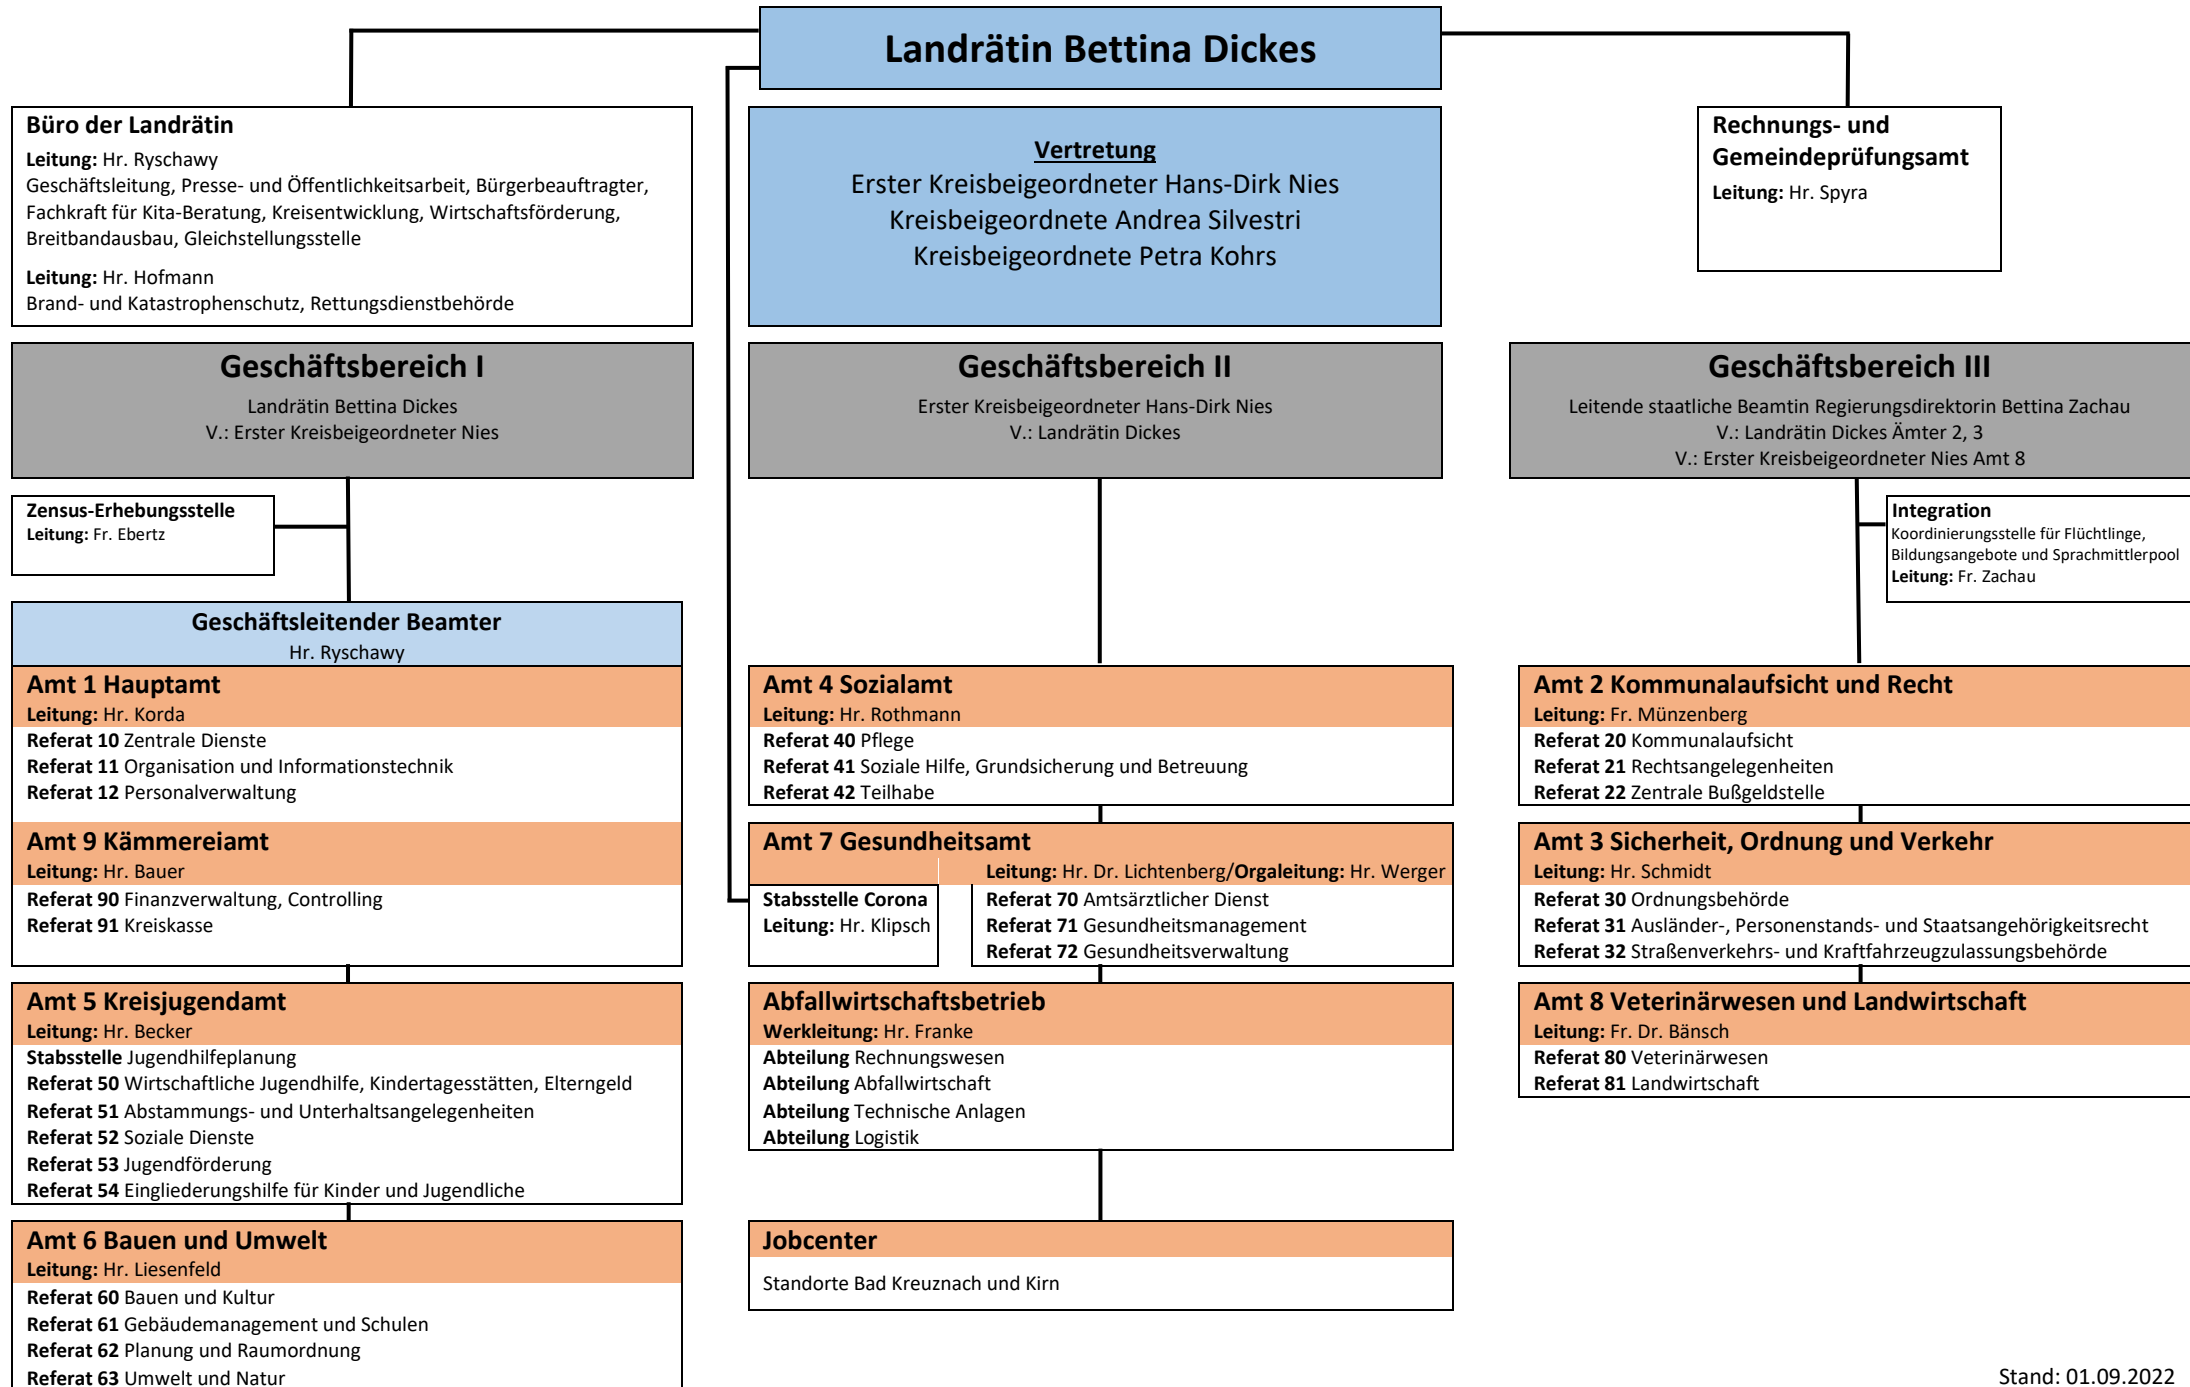 Landrätin Bettina Dickes
Büro der Landrätin
Leitung: Hr. Ryschawy
Geschäftsleitung, Presse- und Öffentlichkeitsarbeit, Bürgerbeauftragter,
Fachkraft für Kita-Beratung, Kreisentwicklung, Wirtschaftsförderung,
Breitbandausbau, Gleichstellungsstelle
Leitung: Hr. Hofmann
Brand- und Katastrophenschutz, Rettungsdienstbehörde
Vertretung
Erster Kreisbeigeordneter Hans-Dirk Nies
Kreisbeigeordnete Andrea Silvestri
Kreisbeigeordnete Petra Kohrs
Rechnungs- und
Gemeindeprüfungsamt
Leitung: Hr. Spyra
Geschäftsbereich I
Landrätin Bettina Dickes
V.: Erster Kreisbeigeordneter Nies
Zensus-Erhebungsstelle
Leitung: Fr. Ebertz
Geschäftsleitender Beamter
Hr. Ryschawy
Amt 1 Hauptamt
Leitung: Hr. Korda
Referat 10 Zentrale Dienste
Referat 11 Organisation und Informationstechnik
Referat 12 Personalverwaltung
Amt 9 Kämmereiamt
Leitung: Hr. Bauer
Referat 90 Finanzverwaltung, Controlling
Referat 91 Kreiskasse
Amt 5 Kreisjugendamt
Leitung: Hr. Becker
Stabsstelle Jugendhilfeplanung
Referat 50 Wirtschaftliche Jugendhilfe, Kindertagesstätten, Elterngeld
Referat 51 Abstammungs- und Unterhaltsangelegenheiten
Referat 52 Soziale Dienste
Referat 53 Jugendförderung
Referat 54 Eingliederungshilfe für Kinder und Jugendliche
Amt 6 Bauen und Umwelt
Leitung: Hr. Liesenfeld
Referat 60 Bauen und Kultur
Referat 61 Gebäudemanagement und Schulen
Referat 62 Planung und Raumordnung
Referat 63 Umwelt und Natur
Geschäftsbereich II
Erster Kreisbeigeordneter Hans-Dirk Nies
V.: Landrätin Dickes
Amt 4 Sozialamt
Leitung: Hr. Rothmann
Referat 40 Pflege
Referat 41 Soziale Hilfe, Grundsicherung und Betreuung
Referat 42 Teilhabe
Amt 7 Gesundheitsamt
Leitung: Hr. Dr. Lichtenberg/Orgaleitung: Hr. Werger
Stabsstelle Corona
Leitung: Hr. Klipsch
Referat 70 Amtsärztlicher Dienst
Referat 71 Gesundheitsmanagement
Referat 72 Gesundheitsverwaltung
Abfallwirtschaftsbetrieb
Werkleitung: Hr. Franke
Abteilung Rechnungswesen
Abteilung Abfallwirtschaft
Abteilung Technische Anlagen
Abteilung Logistik
Jobcenter
Standorte Bad Kreuznach und Kirn
Geschäftsbereich III
Leitende staatliche Beamtin Regierungsdirektorin Bettina Zachau
V.: Landrätin Dickes Ämter 2, 3
V.: Erster Kreisbeigeordneter Nies Amt 8
Integration
Koordinierungsstelle für Flüchtlinge,
Bildungsangebote und Sprachmittlerpool
Leitung: Fr. Zachau
Amt 2 Kommunalaufsicht und Recht
Leitung: Fr. Münzenberg
Referat 20 Kommunalaufsicht
Referat 21 Rechtsangelegenheiten
Referat 22 Zentrale Bußgeldstelle
Amt 3 Sicherheit, Ordnung und Verkehr
Leitung: Hr. Schmidt
Referat 30 Ordnungsbehörde
Referat 31 Ausländer-, Personenstands- und Staatsangehörigkeitsrecht
Referat 32 Straßenverkehrs- und Kraftfahrzeugzulassungsbehörde
Amt 8 Veterinärwesen und Landwirtschaft
Leitung: Fr. Dr. Bänsch
Referat 80 Veterinärwesen
Referat 81 Landwirtschaft
Stand: 01.09.2022